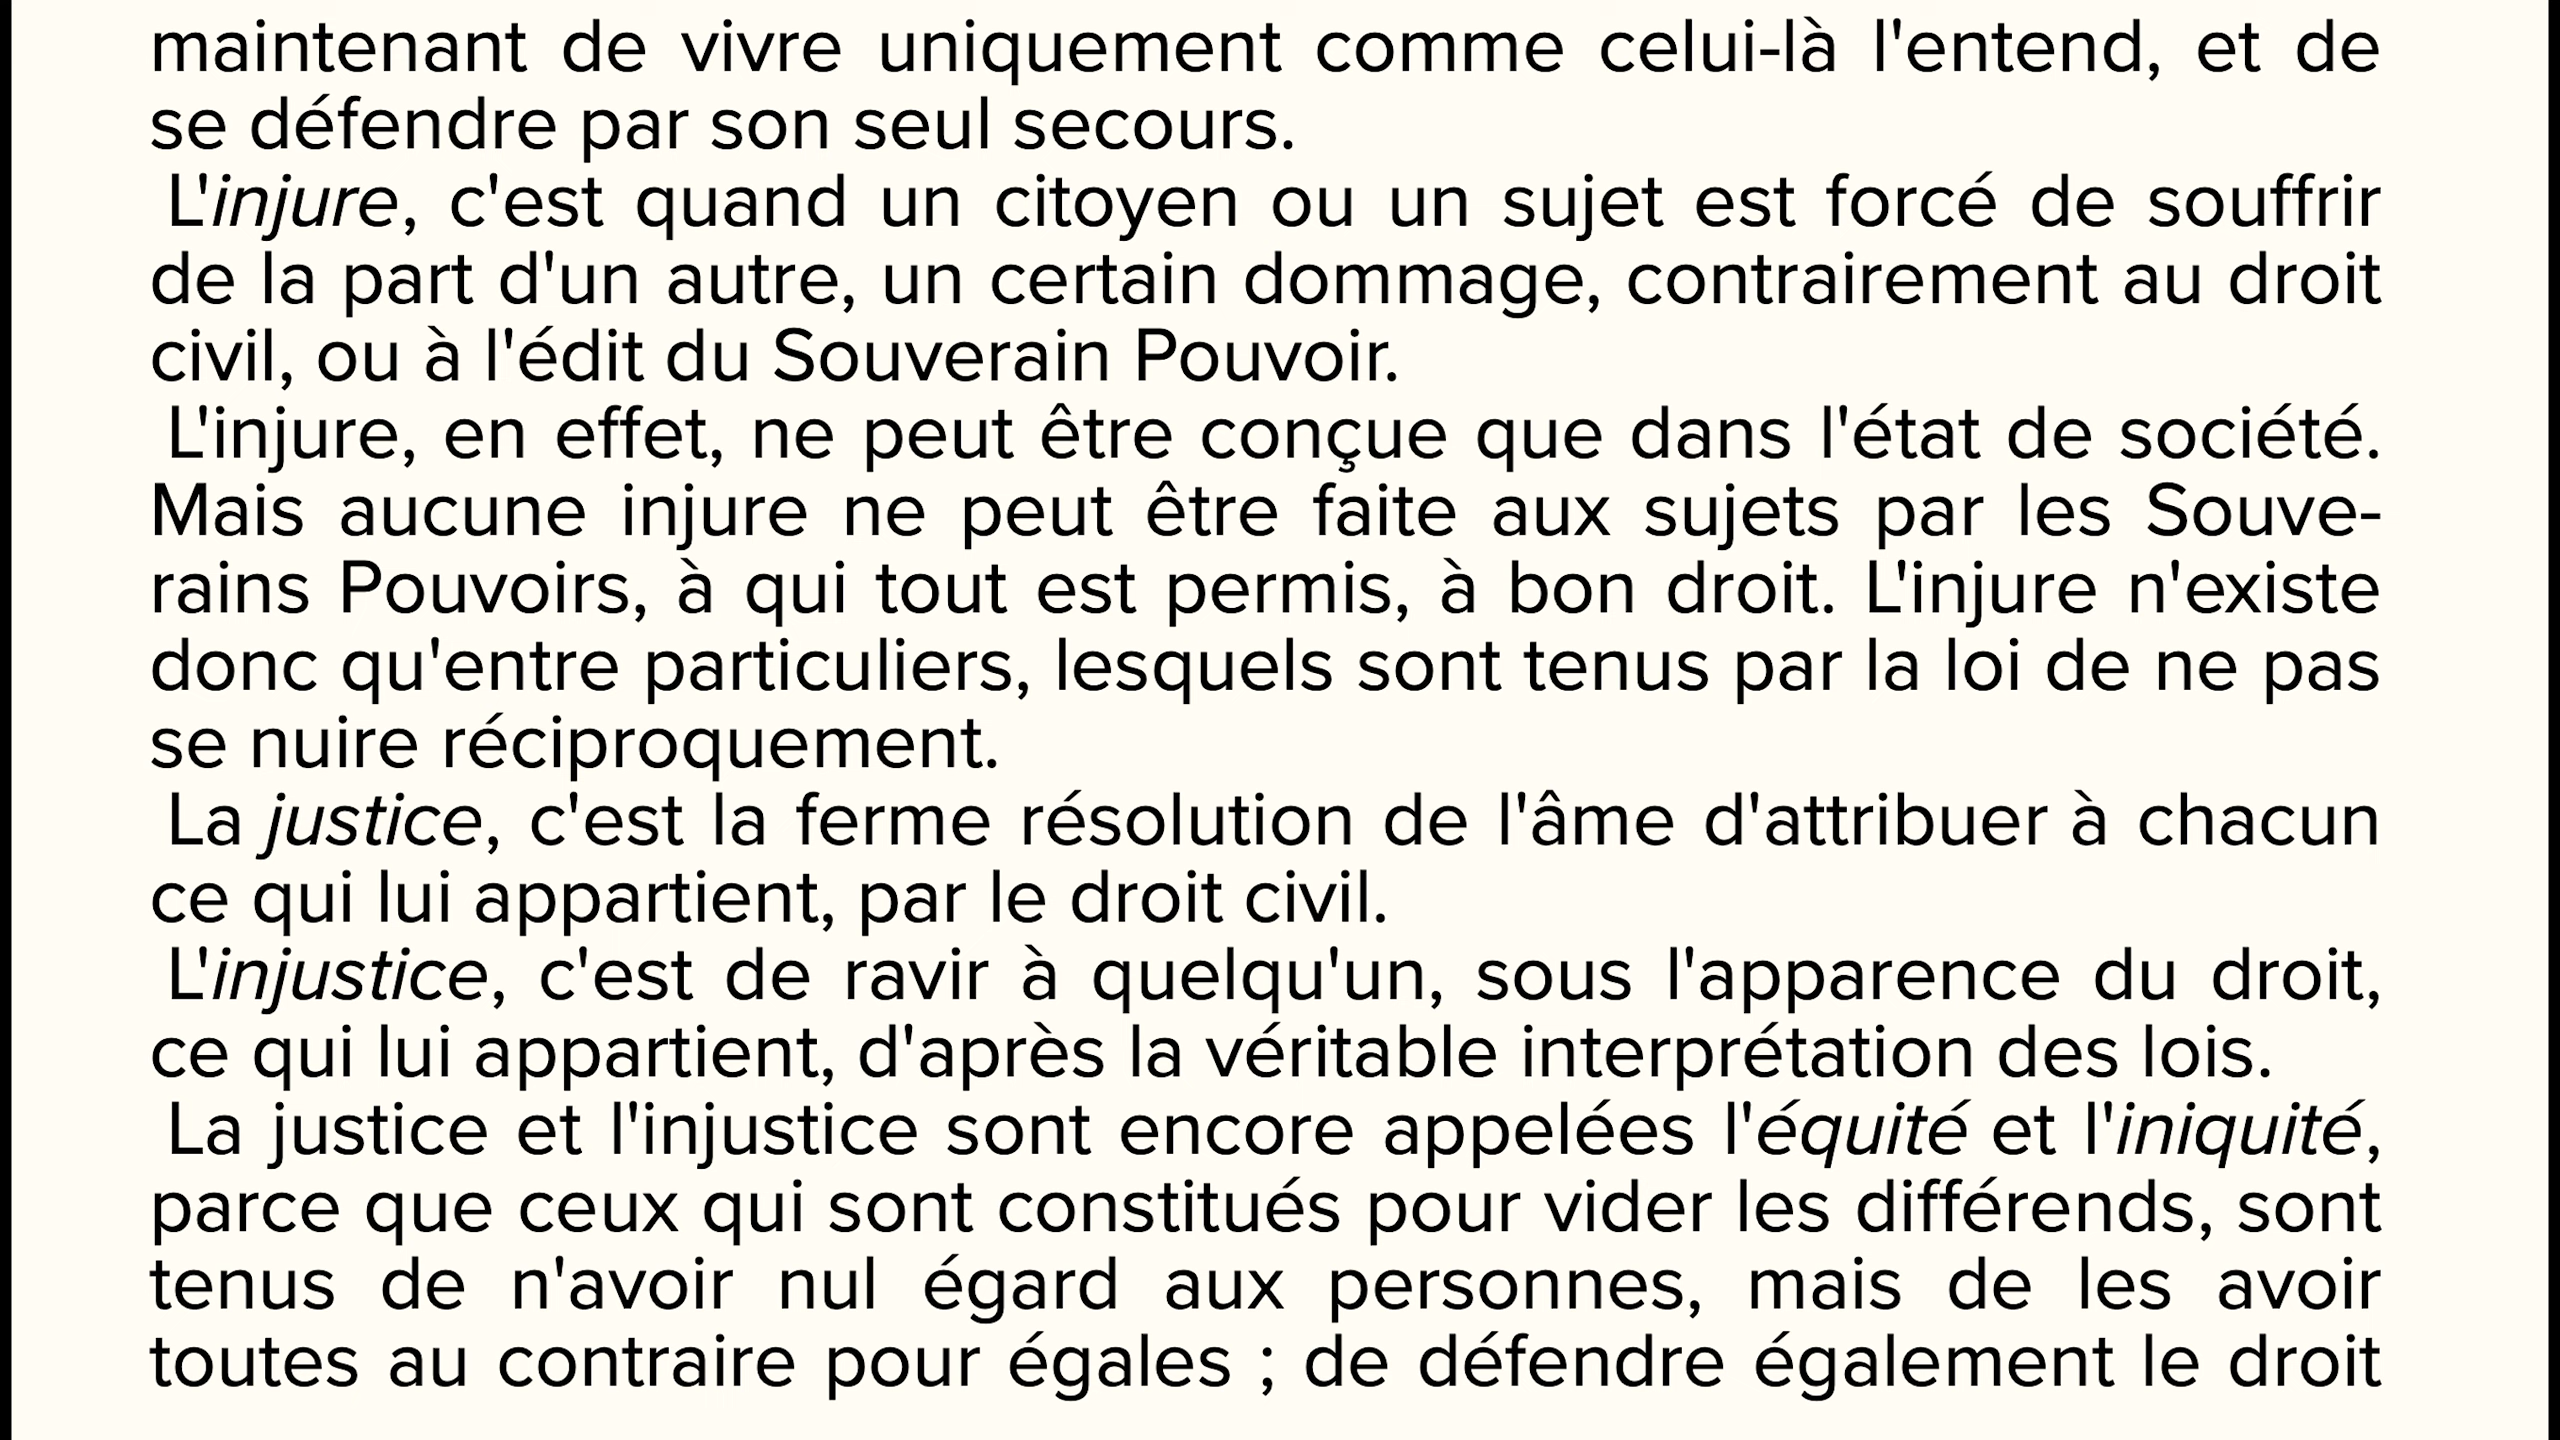 maintenant de vivre uniquement comme celui-là l'entend, et de
se défendre par son seul secours.
L'injure, c'est quand un citoyen ou un sujet est forcé de souffrir
de la part d'un autre, un certain dommage, contrairement au droit
civil, ou à l'édit du Souverain Pouvoir.
L'injure, en effet, ne peut être conçue que dans l'état de société.
Mais aucune injure ne peut être faite aux sujets par les Souve-
rains Pouvoirs, à qui tout est permis, à bon droit. L'injure n'existe
donc qu'entre particuliers, lesquels sont tenus par la loi de ne pas
se nuire réciproquement.
La justice, c'est la ferme résolution de l'âme d'attribuer à chacun
ce qui lui appartient, par le droit civil.
L'injustice, c'est de ravir à quelqu'un, sous l'apparence du droit,
ce qui lui appartient, d'après la véritable interprétation des lois.
La justice et l'injustice sont encore appelées l'équité et l'iniquité,
parce que ceux qui sont constitués pour vider les différends, sont
tenus de n'avoir nul égard aux personnes, mais de les avoir
toutes au contraire pour égales ; de défendre également le droit